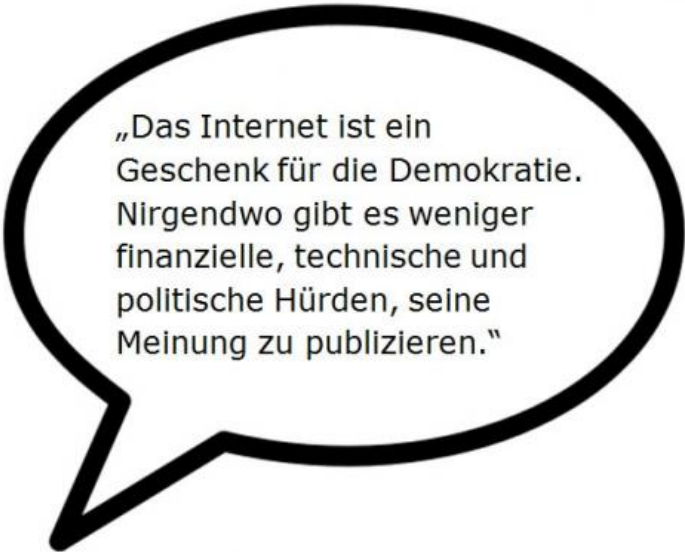 „Das Internet ist ein
Geschenk für die Demokratie.
Nirgendwo gibt es weniger
finanzielle, technische und
politische Hürden, seine
Meinung zu publizieren.“